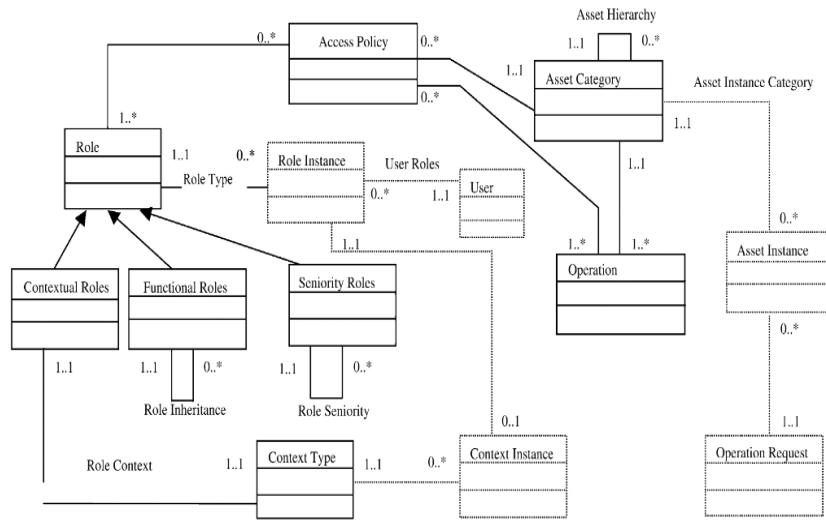 Asset Hierarchy
0..* Access Policy 0..* 1..1 0..*
1..1 Asset Category Asset Instance Category
0..*
1..* 1..1
Role 1..1 0..* Role Instance User Roles 1..1
Role Type 0..* 1..1 User
0..*
1..1 1..* 1..* Asset Instance
Contextual Roles Functional Roles Seniority Roles Operation
0..*
1..1 1..1 0..* 1..1 0..*
Role Inheritance Role Seniority
0..1 1..1
Role Context 1..1 Context Type 1..1 0..* Context Instance Operation Request